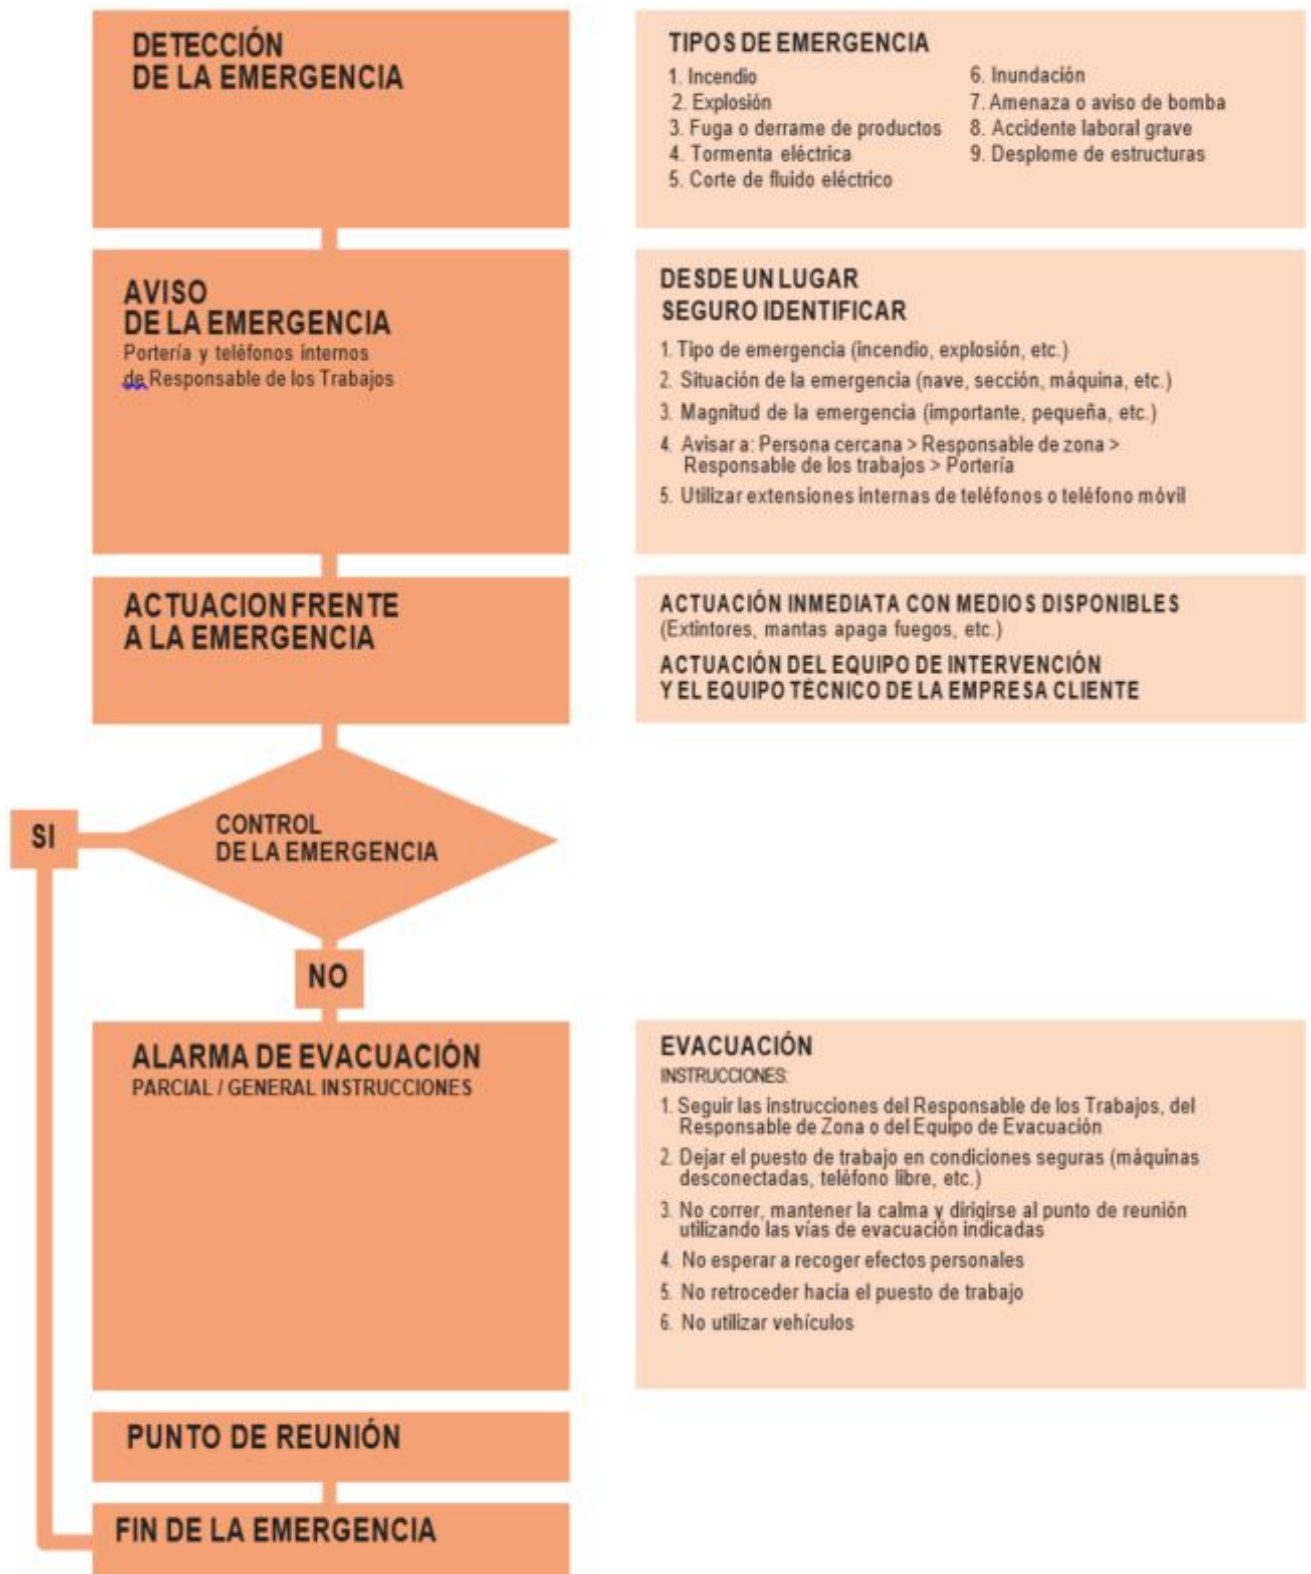 DETECCIÓN
DE LA EMERGENCIA
TIPOS DE EMERGENCIA
1. Incendio
2. Explosión
3. Fuga o derrame de productos
4. Tormenta eléctrica
5. Corte de fluido eléctrico
6. Inundación
7. Amenaza o aviso de bomba
8. Accidente laboral grave
9. Desplome de estructuras
AVISO
DE LA EMERGENCIA
Portería y teléfonos internos
de Responsable de los Trabajos
DESDE UN LUGAR
SEGURO IDENTIFICAR
1. Tipo de emergencia (incendio, explosión, etc.)
2. Situación de la emergencia (nave, sección, máquina, etc.)
3. Magnitud de la emergencia (importante, pequeña, etc.)
4. Avisar a: Persona cercana > Responsable de zona >
Responsable de los trabajos > Portería
5. Utilizar extensiones internas de teléfonos o teléfono móvil
ACTUACION FRENTE
A LA EMERGENCIA
ACTUACIÓN INMEDIATA CON MEDIOS DISPONIBLES
(Extintores, mantas apaga fuegos, etc.)
ACTUACIÓN DEL EQUIPO DE INTERVENCIÓN
Y EL EQUIPO TÉCNICO DE LA EMPRESA CLIENTE
SI
CONTROL
DE LA EMERGENCIA
NO
ALARMA DE EVACUACIÓN
PARCIAL / GENERAL INSTRUCCIONES
EVACUACIÓN
INSTRUCCIONES:
1. Seguir las instrucciones del Responsable de los Trabajos, del
Responsable de Zona o del Equipo de Evacuación
2. Dejar el puesto de trabajo en condiciones seguras (máquinas
desconectadas, teléfono libre, etc.)
3. No correr, mantener la calma y dirigirse al punto de reunión
utilizando las vías de evacuación indicadas
4. No esperar a recoger efectos personales
5. No retroceder hacia el puesto de trabajo
6. No utilizar vehículos
PUNTO DE REUNIÓN
FIN DE LA EMERGENCIA